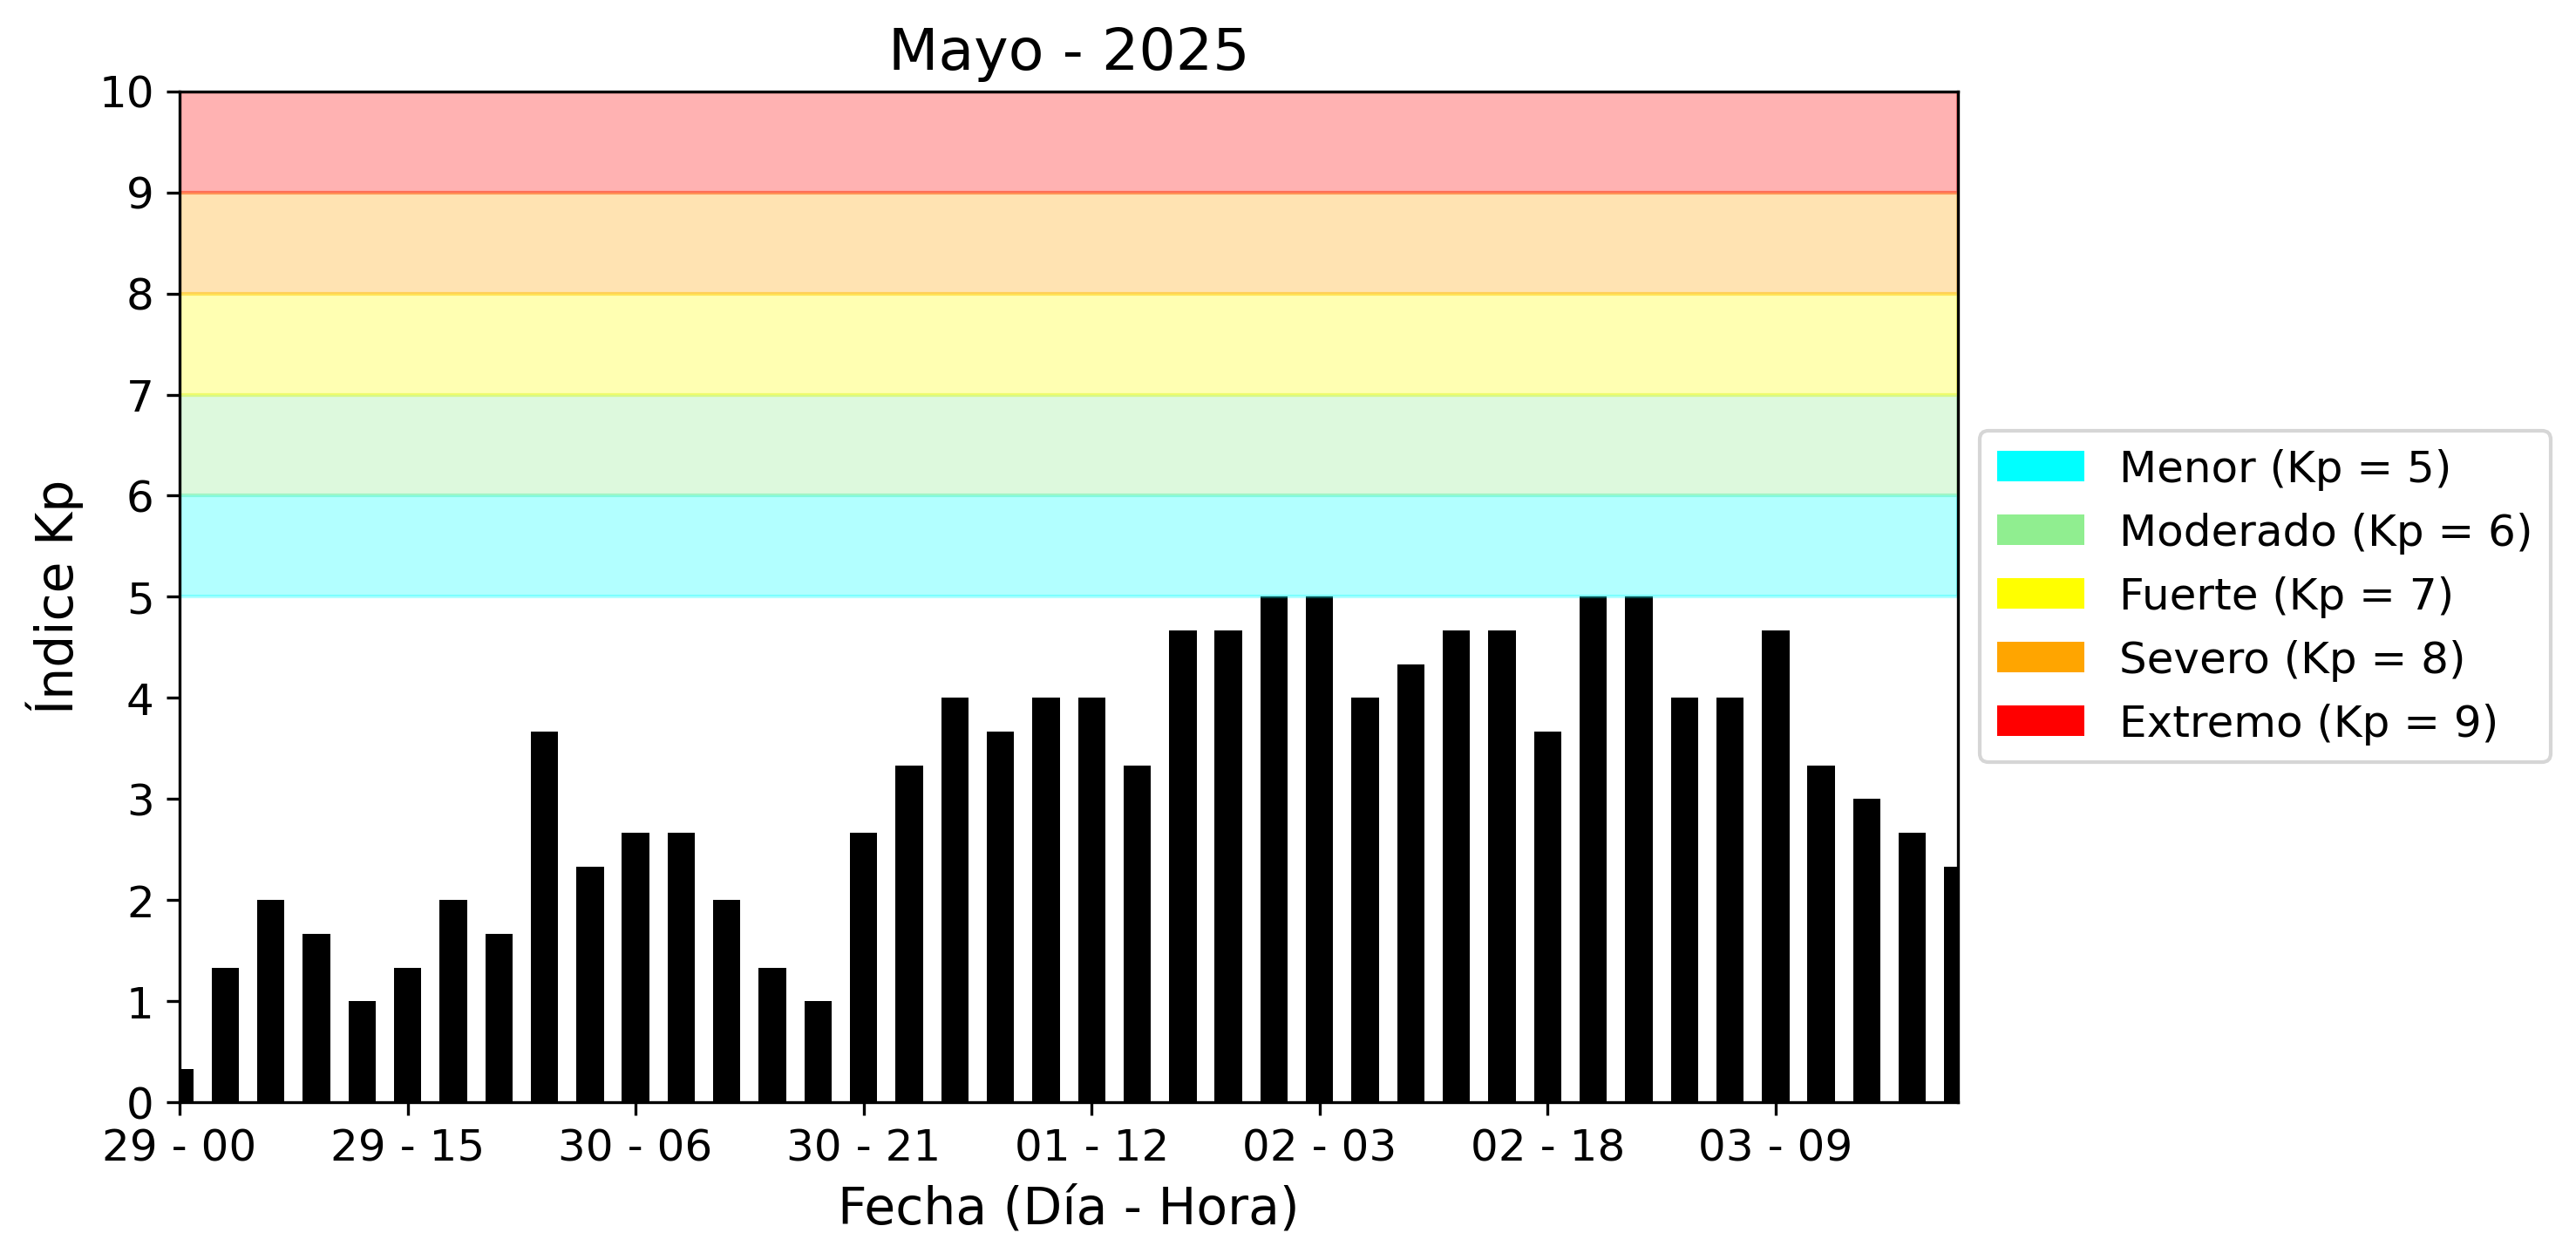 Mayo - 2025
10
9
8
7
6
5
4
3
2
1
0
Índice Kp
29 - 00
29 - 15
30 - 06
30 - 21
01 - 12
02 - 03
02 - 18
03 - 09
Fecha (Día - Hora)
Menor (Kp = 5)
Moderado (Kp = 6)
Fuerte (Kp = 7)
Severo (Kp = 8)
Extremo (Kp = 9)